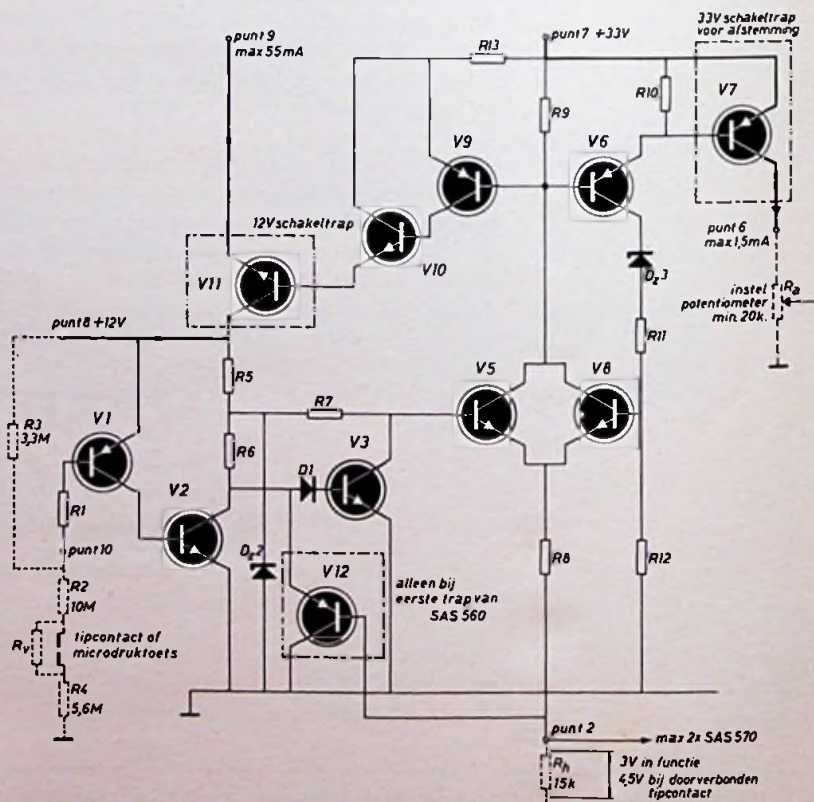 punt 9
max 55mA
punt 7 +33V
33V schakeltrap
voor afstemming
R13
R10
V7
R9
V6
V9
12V schakeltrap
V10
V11
punt 6
max 1,5mA
Dz3
instel
potentiometer
min. 20k.
Ra
R11
punt 8 +12V
R5
R7
V5
V8
R3
3,3M
V1
R6
V3
D1
V2
R1
punt 10
Dz2
V12
alleen bij
eerste trap van
SAS 560
R8
R12
R2
10M
tipcontact of
microdruktoets
Rv
R4
5,6M
punt 2
max 2x SAS 570
Rh
15k
3V in functie
4,5V bij doorverbonden
tipcontact